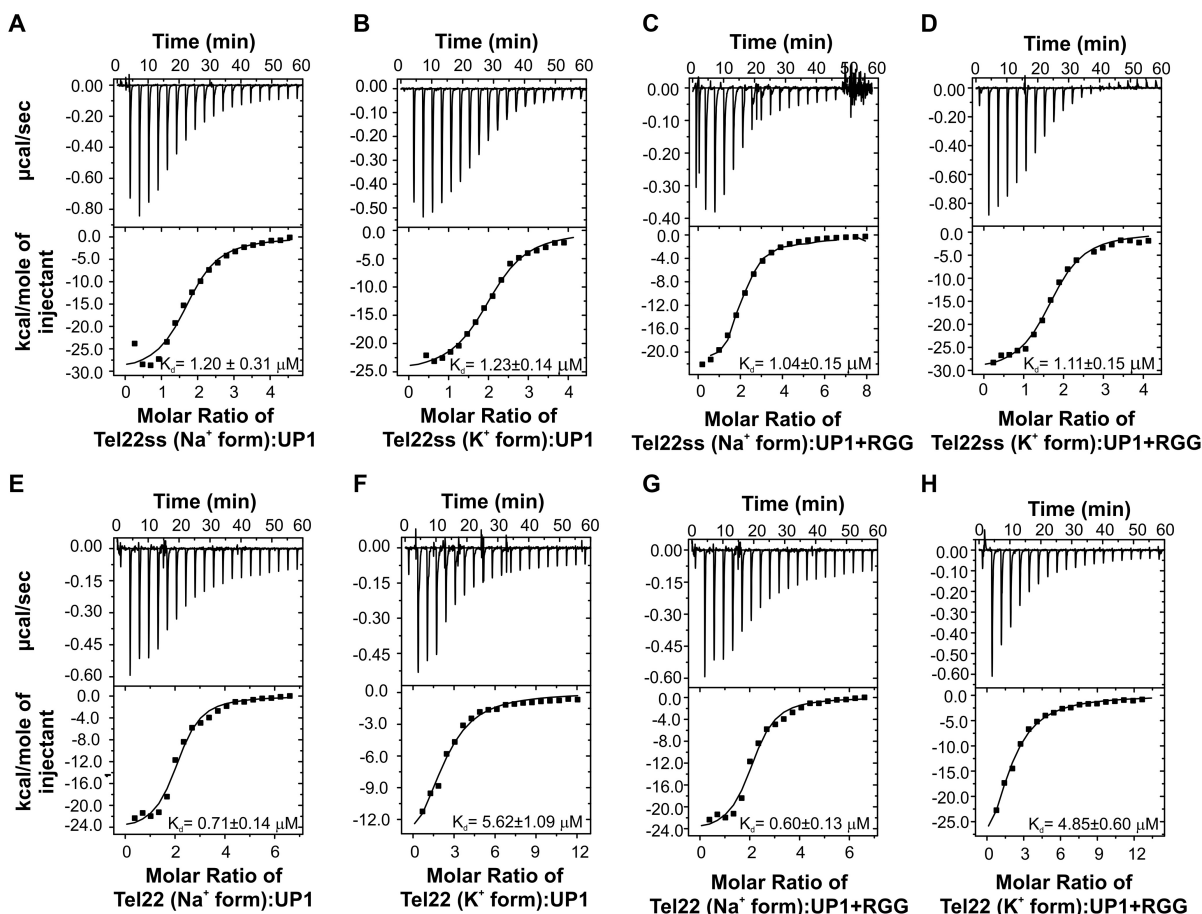 A
B
C
D
Time (min)
Time (min)
Time (min)
Time (min)
0 10 20 30 40 50 60
0 10 20 30 40 50 60
0 10 20 30 40 50 60
0 10 20 30 40 50 60
µcal/sec
0.00
-0.20
-0.40
-0.60
-0.80
0.00
-0.10
-0.20
-0.30
-0.40
-0.50
0.00
-0.10
-0.20
-0.30
-0.40
0.00
-0.20
-0.40
-0.60
-0.80
kcal/mole of
injectant
0.0
-5.0
-10.0
-15.0
-20.0
-25.0
-30.0
0.0
-5.0
-10.0
-15.0
-20.0
-25.0
0.0
-4.0
-8.0
-12.0
-16.0
-20.0
0.0
-5.0
-10.0
-15.0
-20.0
-25.0
-30.0
Kd= 1.20 ± 0.31 µM
Kd= 1.23±0.14 µM
Kd= 1.04±0.15 µM
Kd= 1.11±0.15 µM
0 1 2 3 4
0 1 2 3 4
0 2 4 6 8
0 1 2 3 4
Molar Ratio of
Tel22ss (Na+ form):UP1
Molar Ratio of
Tel22ss (K+ form):UP1
Molar Ratio of
Tel22ss (Na+ form):UP1+RGG
Molar Ratio of
Tel22ss (K+ form):UP1+RGG
E
F
G
H
Time (min)
Time (min)
Time (min)
Time (min)
0 10 20 30 40 50 60
0 10 20 30 40 50 60
0 10 20 30 40 50 60
0 10 20 30 40 50 60
µcal/sec
0.00
-0.15
-0.30
-0.45
-0.60
0.00
-0.15
-0.30
-0.45
0.00
-0.15
-0.30
-0.45
-0.60
0.00
-0.10
-0.20
-0.30
-0.40
-0.50
-0.60
kcal/mole of
injectant
0.0
-4.0
-8.0
-12.0
-16.0
-20.0
-24.0
0.0
-3.0
-6.0
-9.0
-12.0
0.0
-4.0
-8.0
-12.0
-16.0
-20.0
-24.0
0.0
-5.0
-10.0
-15.0
-20.0
-25.0
Kd= 0.71±0.14 µM
Kd= 5.62±1.09 µM
Kd= 0.60±0.13 µM
Kd= 4.85±0.60 µM
0 2 4 6
0 3 6 9 12
0 2 4 6
0 3 6 9 12
Molar Ratio of
Tel22 (Na+ form):UP1
Molar Ratio of
Tel22 (K+ form):UP1
Molar Ratio of
Tel22 (Na+ form):UP1+RGG
Molar Ratio of
Tel22 (K+ form):UP1+RGG